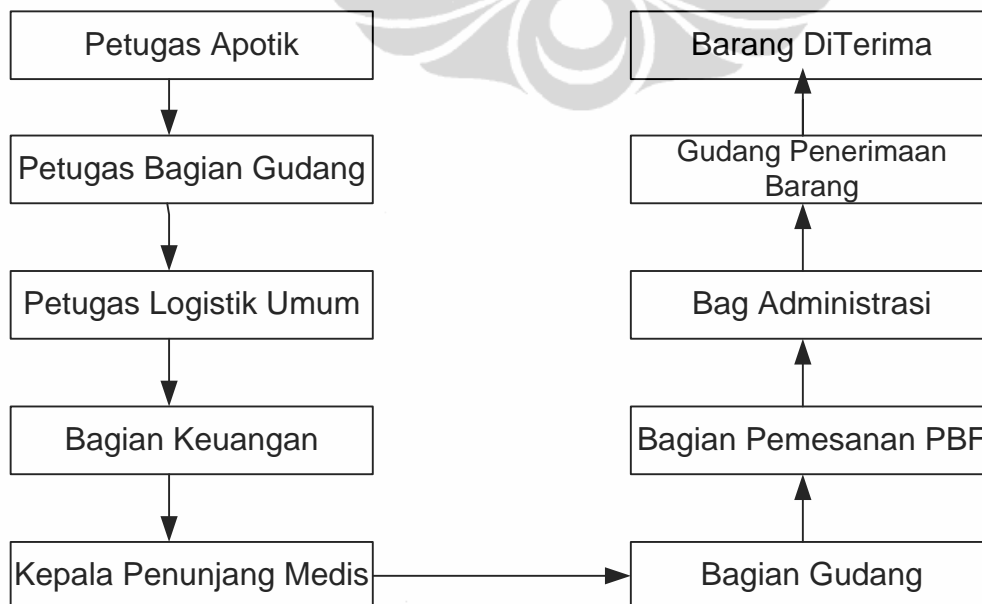 Petugas Apotik
Petugas Bagian Gudang
Petugas Logistik Umum
Bagian Keuangan
Kepala Penunjang Medis
Bagian Gudang
Bagian Pemesanan PBF
Bag Administrasi
Gudang Penerimaan
Barang
Barang DiTerima